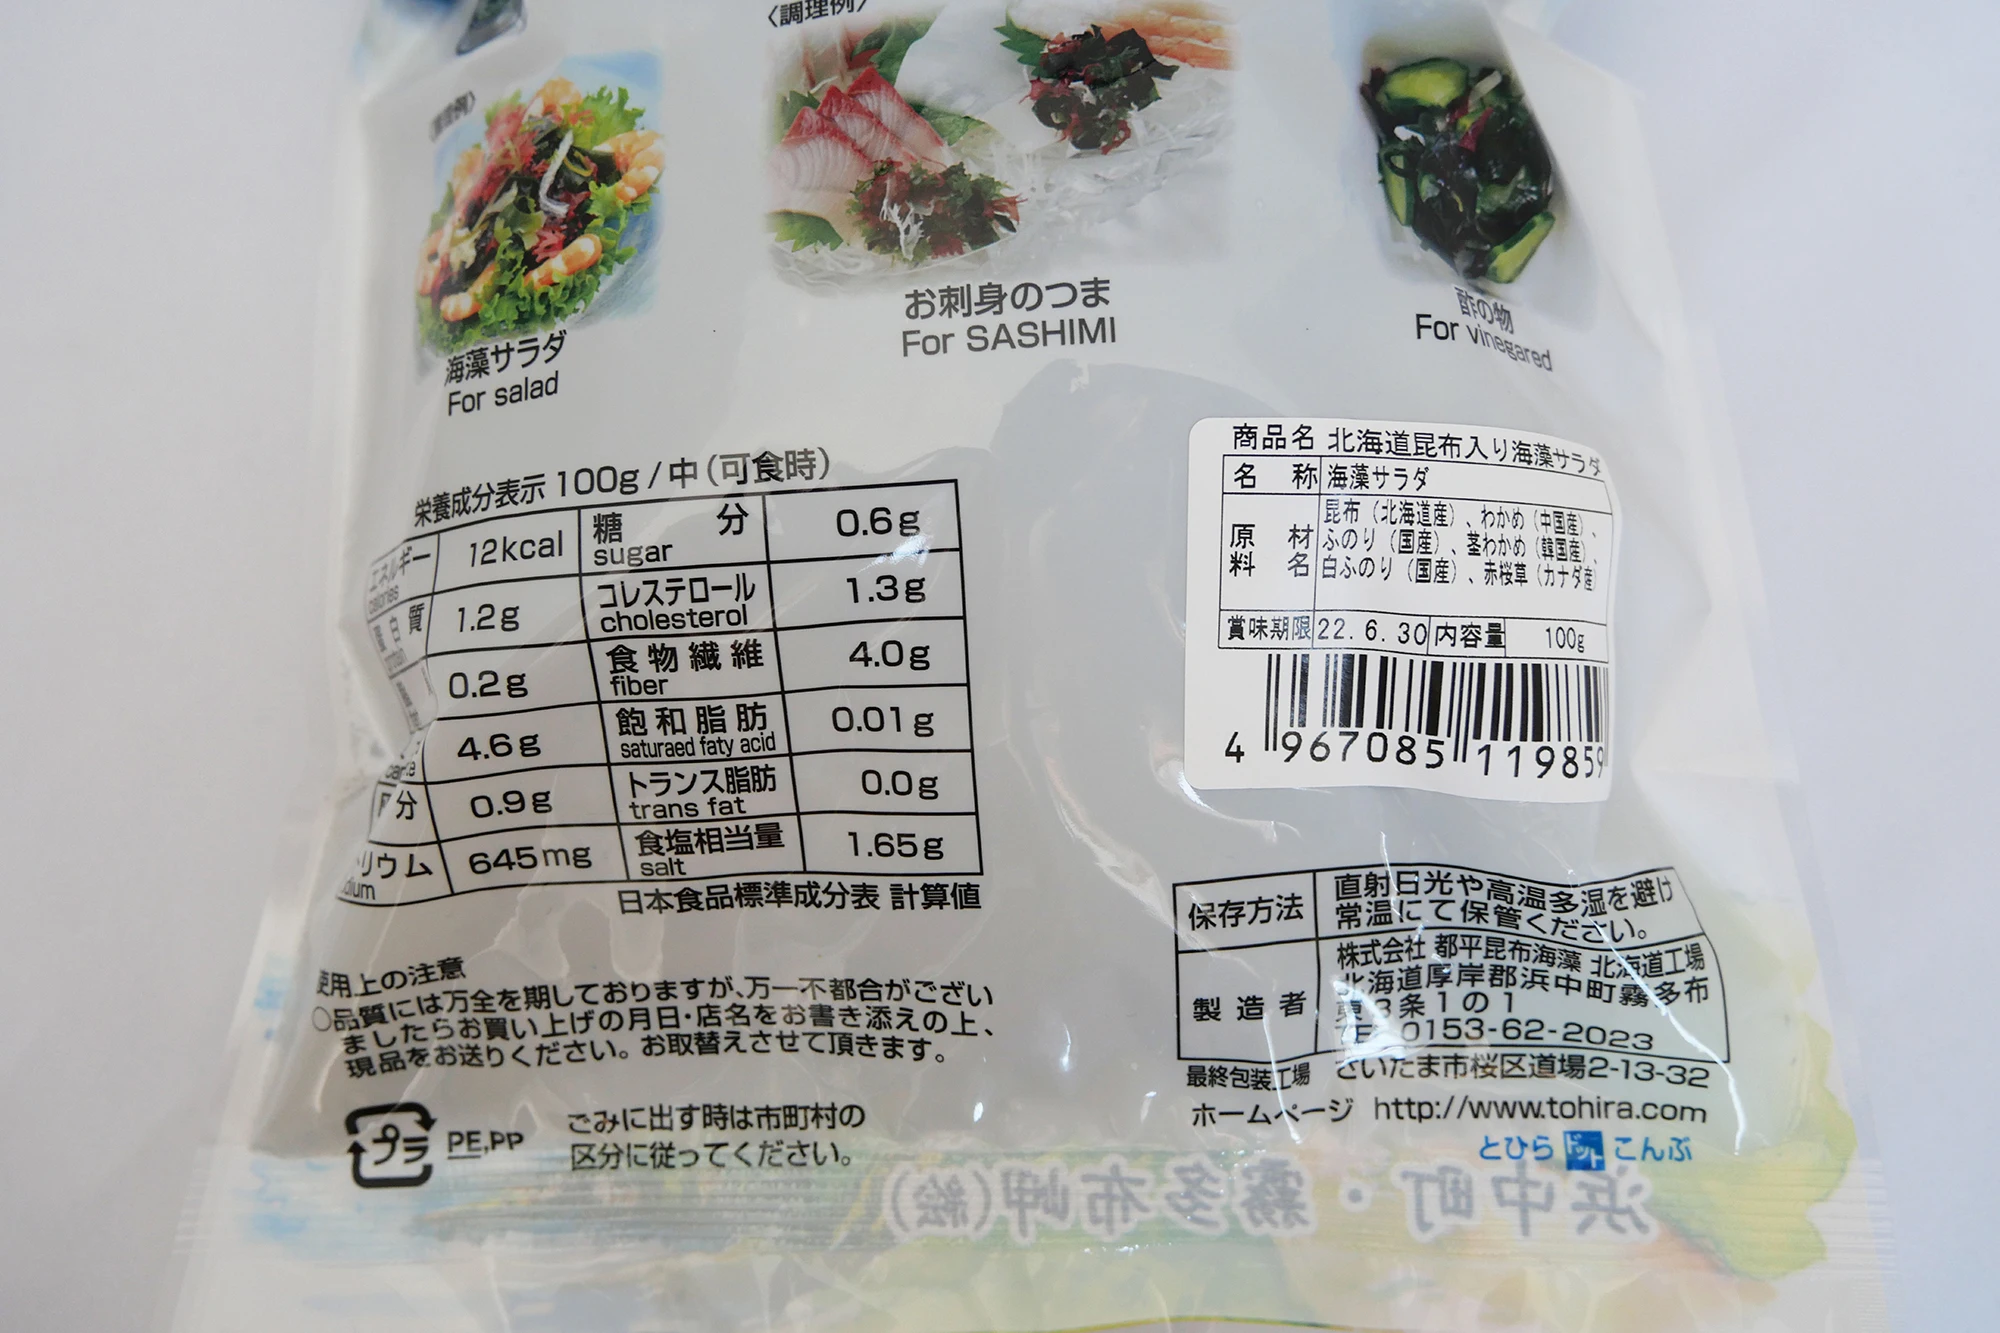 〈調理例〉
海藻サラダ
For salad
お刺身のつま
For SASHIMI
酢の物
For vinegared
栄養成分表示 100g / 中 (可食時)
エネルギー 12kcal 糖 分 0.6g
calories sugar
質 1.2g コレステロール 1.3g
cholesterol
0.2g 食物繊維 4.0g
fiber
4.6g 飽和脂肪 0.01g
saturaed faty acid
分 0.9g トランス脂肪 0.0g
trans fat
リウム 645mg 食塩相当量 1.65g
dium salt
日本食品標準成分表 計算値
商品名 北海道昆布入り海藻サラダ
名 称 海藻サラダ
原材料名 昆布（北海道産）、わかめ（中国産）、
ふのり（国産）、茎わかめ（韓国産）、
白ふのり（国産）、赤桜草（カナダ産）
賞味期限 22. 6. 30 内容量 100g
4 967085 119859
保存方法 直射日光や高温多湿を避け
常温にて保管ください。
製造者 株式会社 都平昆布海藻 北海道工場
北海道厚岸郡浜中町霧多布
東3条1の1
TEL 0153-62-2023
最終包装工場 さいたま市桜区道場2-13-32
ホームページ http://www.tohira.com
とひら ドット こんぶ
使用上の注意
○品質には万全を期しておりますが、万一不都合がござい
ましたらお買い上げの月日・店名をお書き添えの上、
現品をお送りください。お取替えさせて頂きます。
プラ PE,PP
ごみに出す時は市町村の
区分に従ってください。
浜中町・霧多布岬(絵)